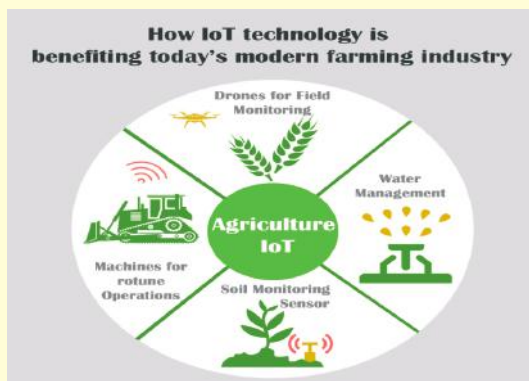 How IoT technology is
benefiting today's modern farming industry
Drones for Field
Monitoring
Water
Management
Agriculture
IoT
Machines for
rotune
Operations
Soil Monitoring
Sensor